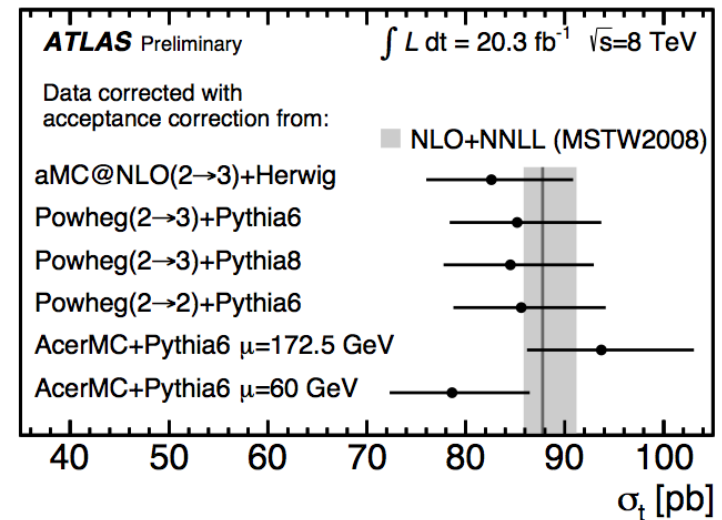 ATLAS Preliminary ∫ L dt = 20.3 fb⁻¹ √s=8 TeV
Data corrected with
acceptance correction from:
NLO+NNLL (MSTW2008)
aMC@NLO(2→3)+Herwig
Powheg(2→3)+Pythia6
Powheg(2→3)+Pythia8
Powheg(2→2)+Pythia6
AcerMC+Pythia6 μ=172.5 GeV
AcerMC+Pythia6 μ=60 GeV
40 50 60 70 80 90 100
σt [pb]